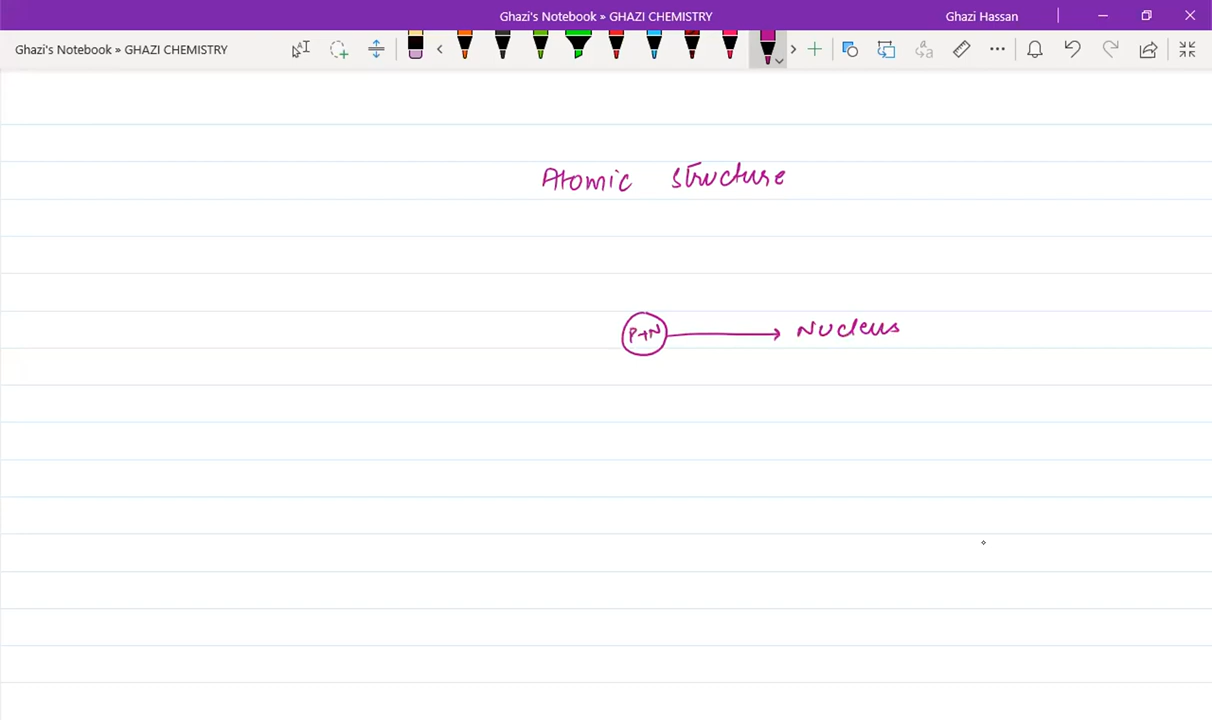 Ghazi's Notebook » GHAZI CHEMISTRY
Ghazi Hassan
Ghazi's Notebook » GHAZI CHEMISTRY
Atomic structure
P+N → Nucleus